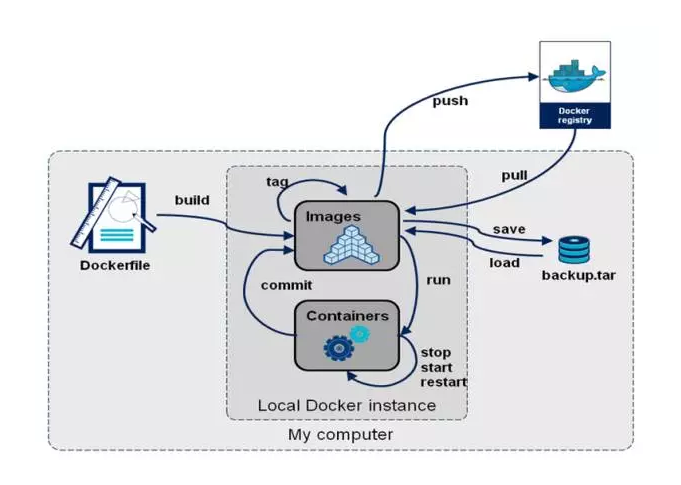 Docker
registry
push
pull
tag
build
Images
save
load
Dockerfile
backup.tar
commit
run
Containers
stop
start
restart
Local Docker instance
My computer